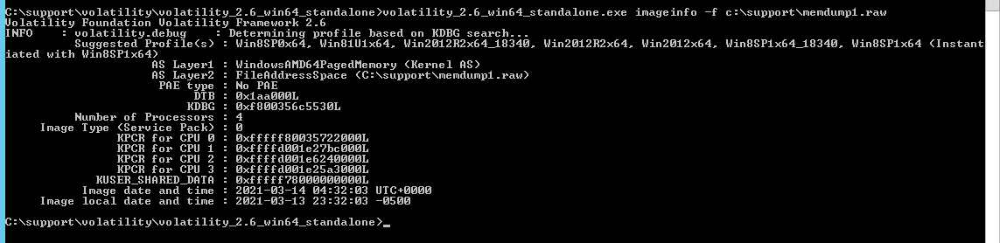 C:\support\volatility\volatility_2.6_win64_standalone>volatility_2.6_win64_standalone.exe imageinfo -f c:\support\memdump1.raw
Volatility Foundation Volatility Framework 2.6
INFO    : volatility.debug    : Determining profile based on KDBG search...
Suggested Profile(s) : Win8SP0x64, Win81U1x64, Win2012R2x64_18340, Win2012R2x64, Win2012x64, Win8SP1x64_18340, Win8SP1x64 (Instant
iated with Win8SP1x64)
AS Layer1 : WindowsAMD64PagedMemory (Kernel AS)
AS Layer2 : FileAddressSpace (C:\support\memdump1.raw)
PAE type : No PAE
DTB : 0x1aa000L
KDBG : 0xf800356c5530L
Number of Processors : 4
Image Type (Service Pack) : 0
KPCR for CPU 0 : 0xfffff80035722000L
KPCR for CPU 1 : 0xffffd001e27bc000L
KPCR for CPU 2 : 0xffffd001e6240000L
KPCR for CPU 3 : 0xffffd001e25a3000L
KUSER_SHARED_DATA : 0xfffff78000000000L
Image date and time : 2021-03-14 04:32:03 UTC+0000
Image local date and time : 2021-03-13 23:32:03 -0500
C:\support\volatility\volatility_2.6_win64_standalone>_